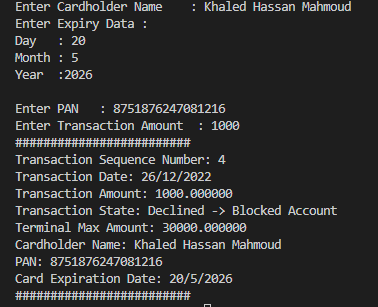 Enter Cardholder Name    : Khaled Hassan Mahmoud
Enter Expiry Data :
Day   : 20
Month : 5
Year  :2026
Enter PAN   : 8751876247081216
Enter Transaction Amount  : 1000
#########################
Transaction Sequence Number: 4
Transaction Date: 26/12/2022
Transaction Amount: 1000.000000
Transaction State: Declined -> Blocked Account
Terminal Max Amount: 30000.000000
Cardholder Name: Khaled Hassan Mahmoud
PAN: 8751876247081216
Card Expiration Date: 20/5/2026
#########################